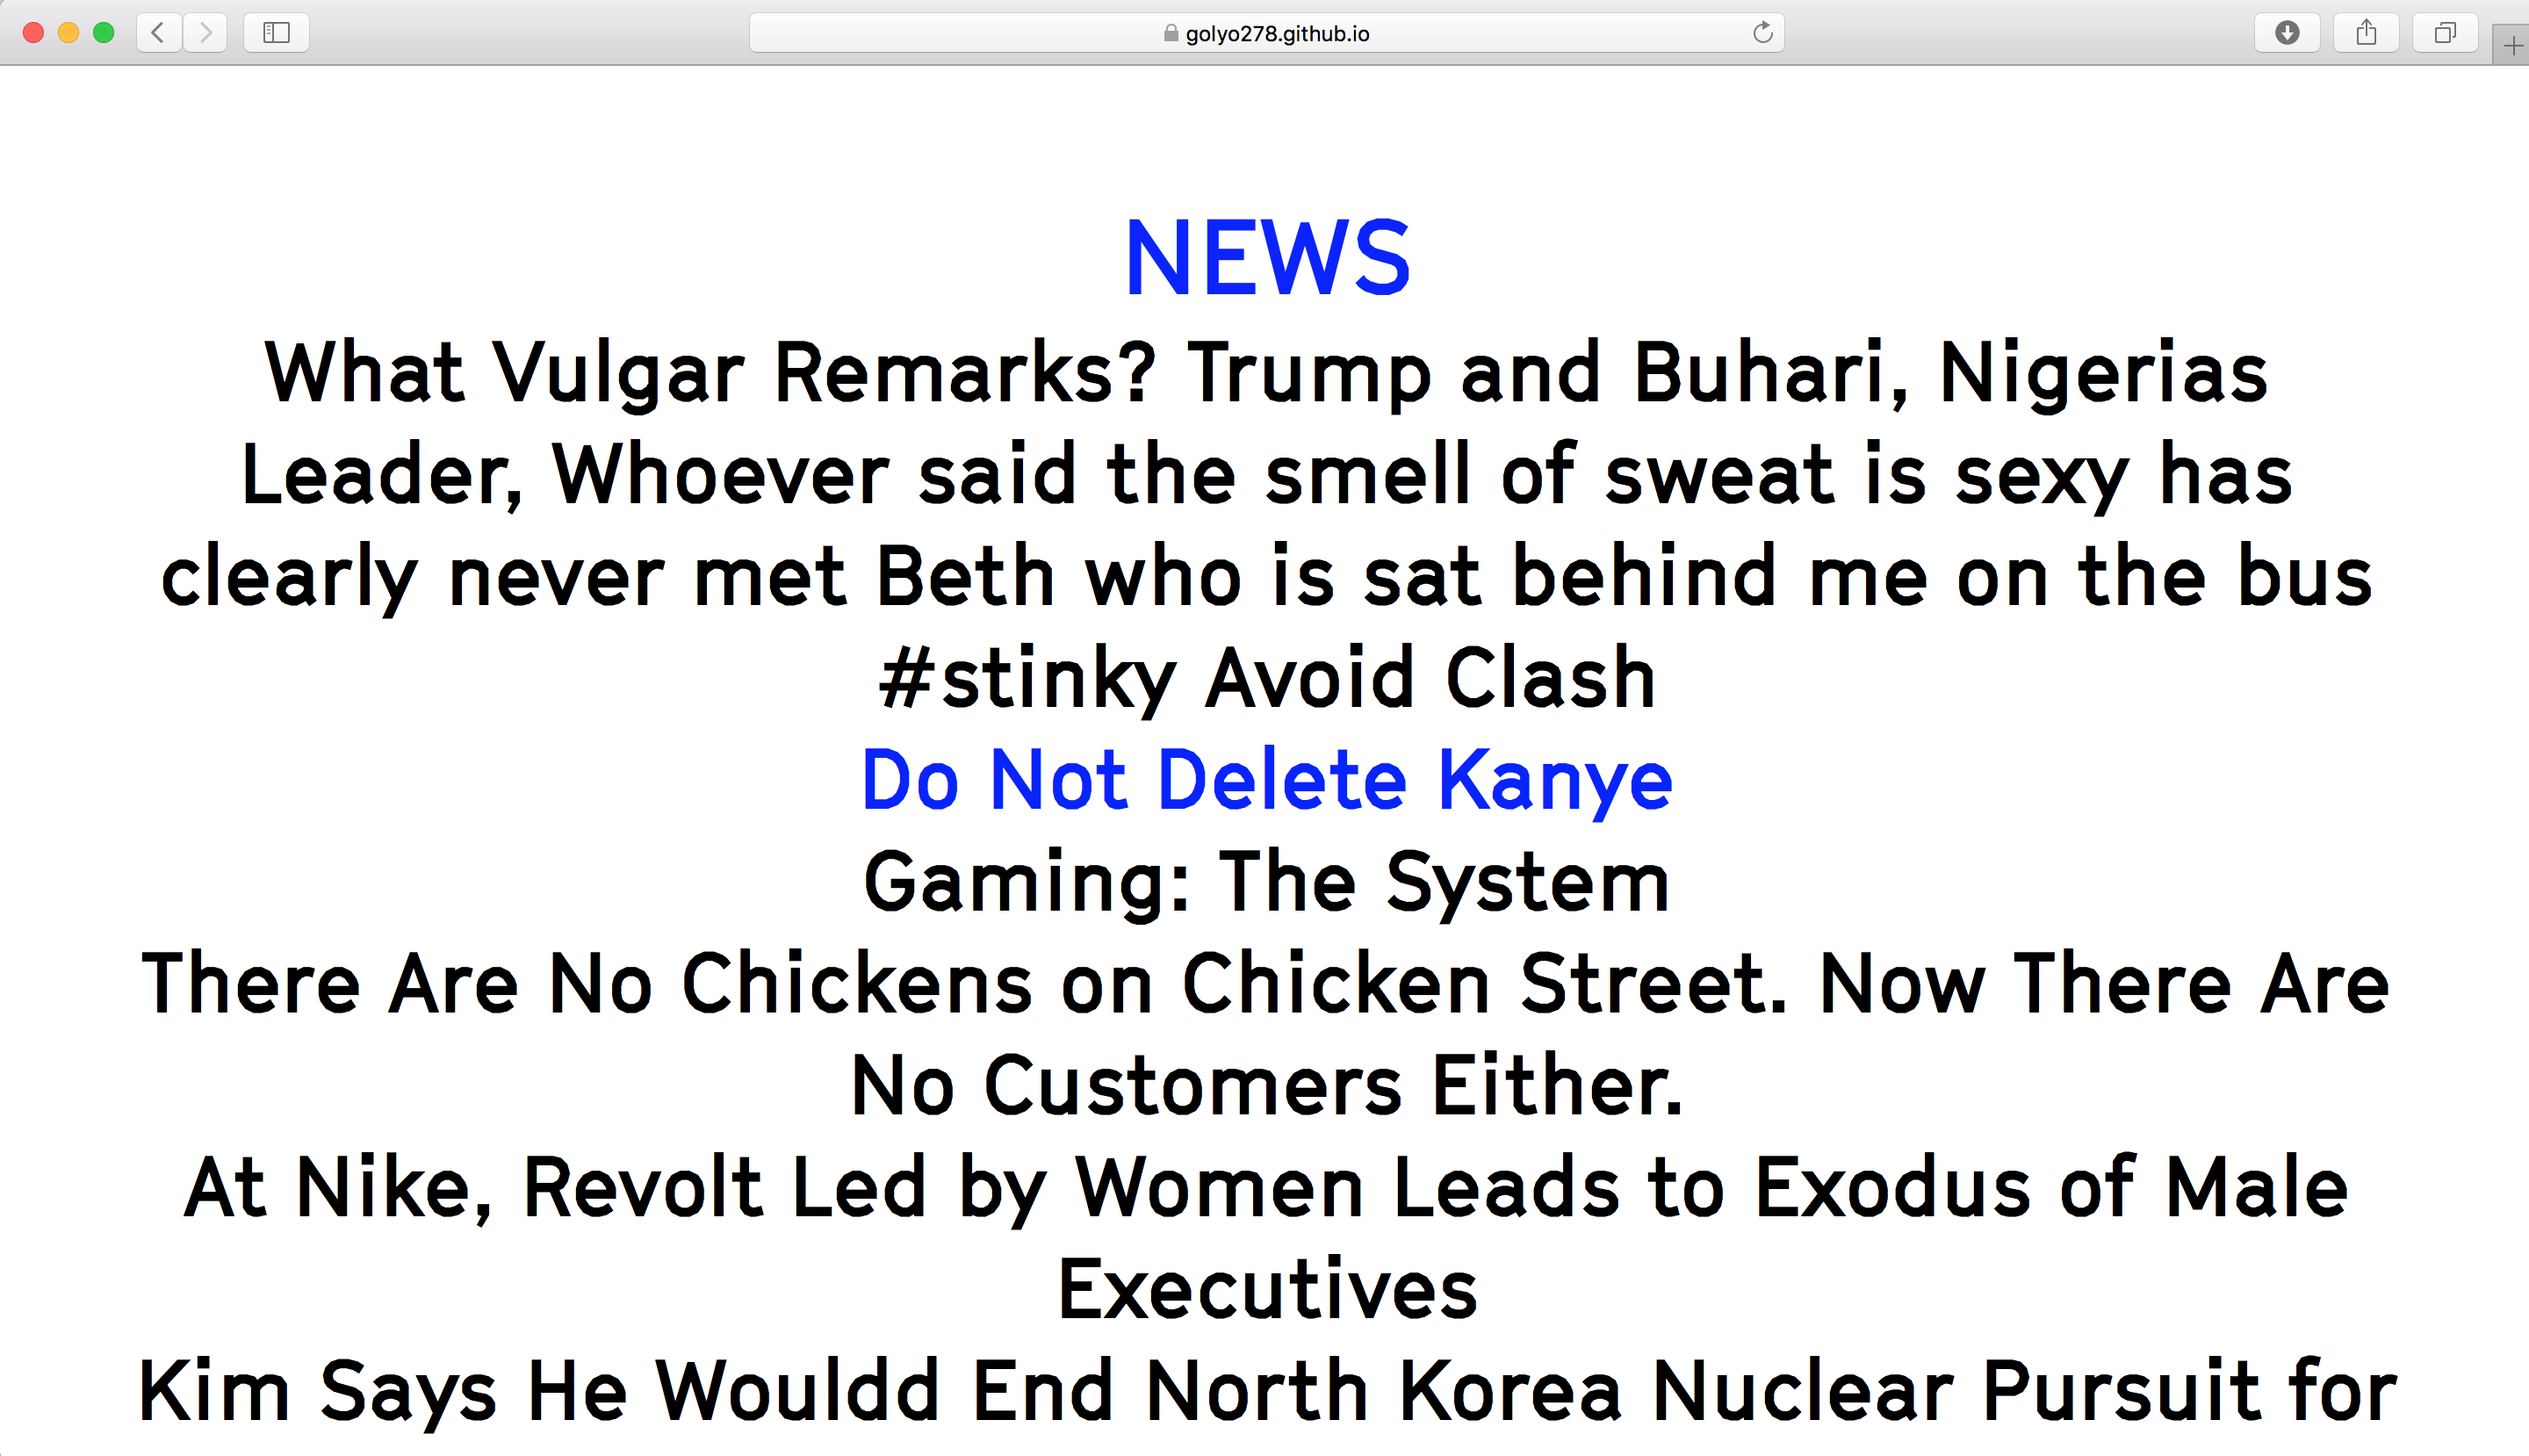 golyo278.github.io
NEWS
What Vulgar Remarks? Trump and Buhari, Nigerias
Leader, Whoever said the smell of sweat is sexy has
clearly never met Beth who is sat behind me on the bus
#stinky Avoid Clash
Do Not Delete Kanye
Gaming: The System
There Are No Chickens on Chicken Street. Now There Are
No Customers Either.
At Nike, Revolt Led by Women Leads to Exodus of Male
Executives
Kim Says He Wouldd End North Korea Nuclear Pursuit for